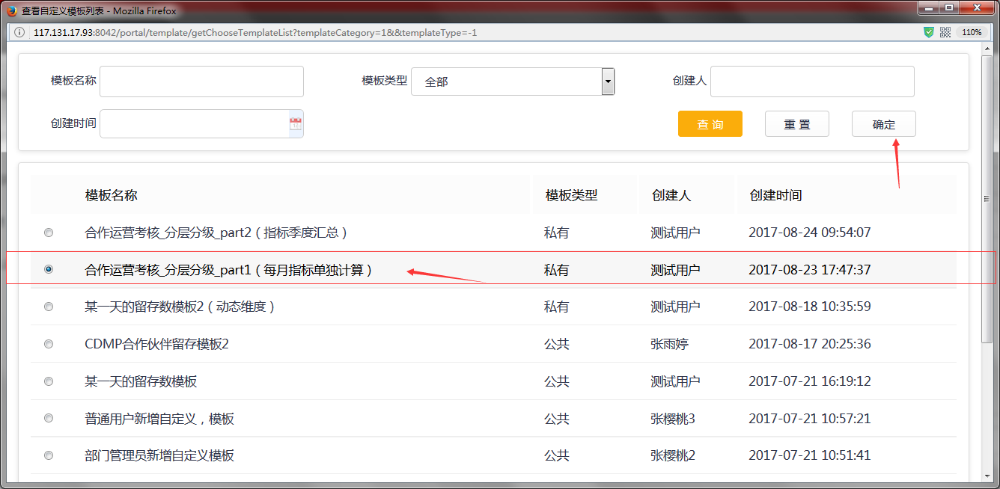 查看自定义模板列表 - Mozilla Firefox
117.131.17.93:8042/portal/template/getChooseTemplateList?templateCategory=1&&templateType=-1 110%
模板名称 模板类型 全部 创建人
创建时间 查 询 重 置 确定
模板名称 模板类型 创建人 创建时间
合作运营考核_分层分级_part2（指标季度汇总） 私有 测试用户 2017-08-24 09:54:07
合作运营考核_分层分级_part1（每月指标单独计算） 私有 测试用户 2017-08-23 17:47:37
某一天的留存数模板2（动态维度） 私有 测试用户 2017-08-18 10:35:59
CDMP合作伙伴留存模板2 公共 张雨婷 2017-08-17 20:25:36
某一天的留存数模板 公共 测试用户 2017-07-21 16:19:12
普通用户新增自定义，模板 公共 张樱桃3 2017-07-21 10:57:21
部门管理员新增自定义模板 公共 张樱桃2 2017-07-21 10:51:41